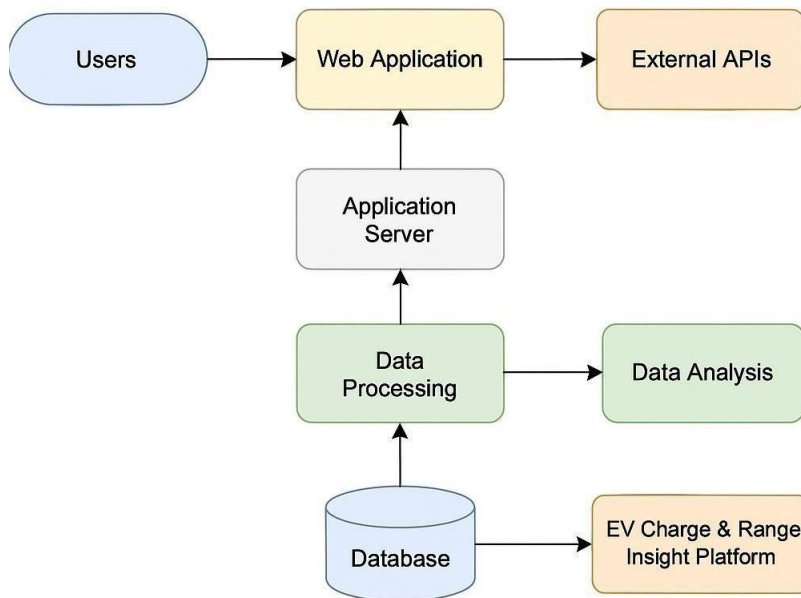 Users
Web Application
External APIs
Application
Server
Data
Processing
Data Analysis
Database
EV Charge & Range
Insight Platform